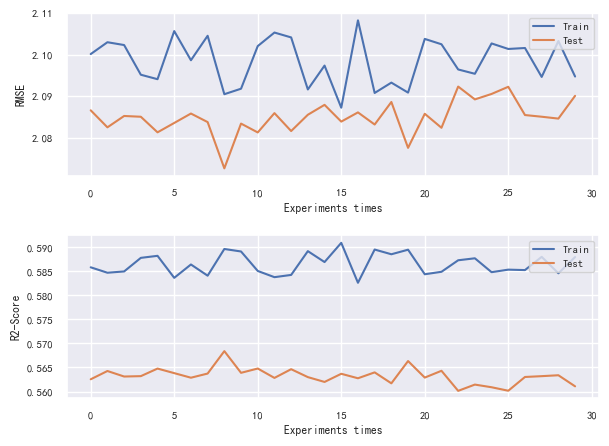 2.11
2.10
2.09
2.08
RMSE
Train
Test
0 5 10 15 20 25 30
Experiments times
0.590
0.585
0.580
0.575
0.570
0.565
0.560
R2-Score
Train
Test
0 5 10 15 20 25 30
Experiments times